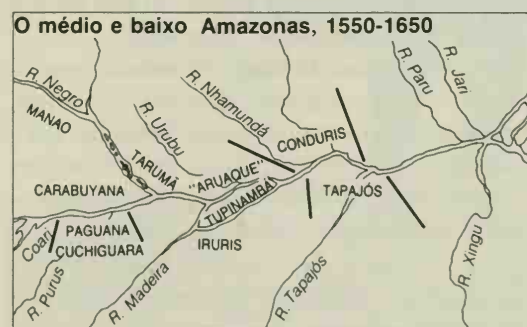 O médio e baixo Amazonas, 1550-1650
R. Negro
MANAO
R. Urubu
R. Nhamundá
R. Paru
R. Jari
TARUMÃ
"ARUAQUE"
CONDURIS
CARABUYANA
TUPINAMBÁ
TAPAJÓS
PAGUANA
CUCHIGUARA
IRURIS
Coari
R. Purus
R. Madeira
R. Tapajós
R. Xingu